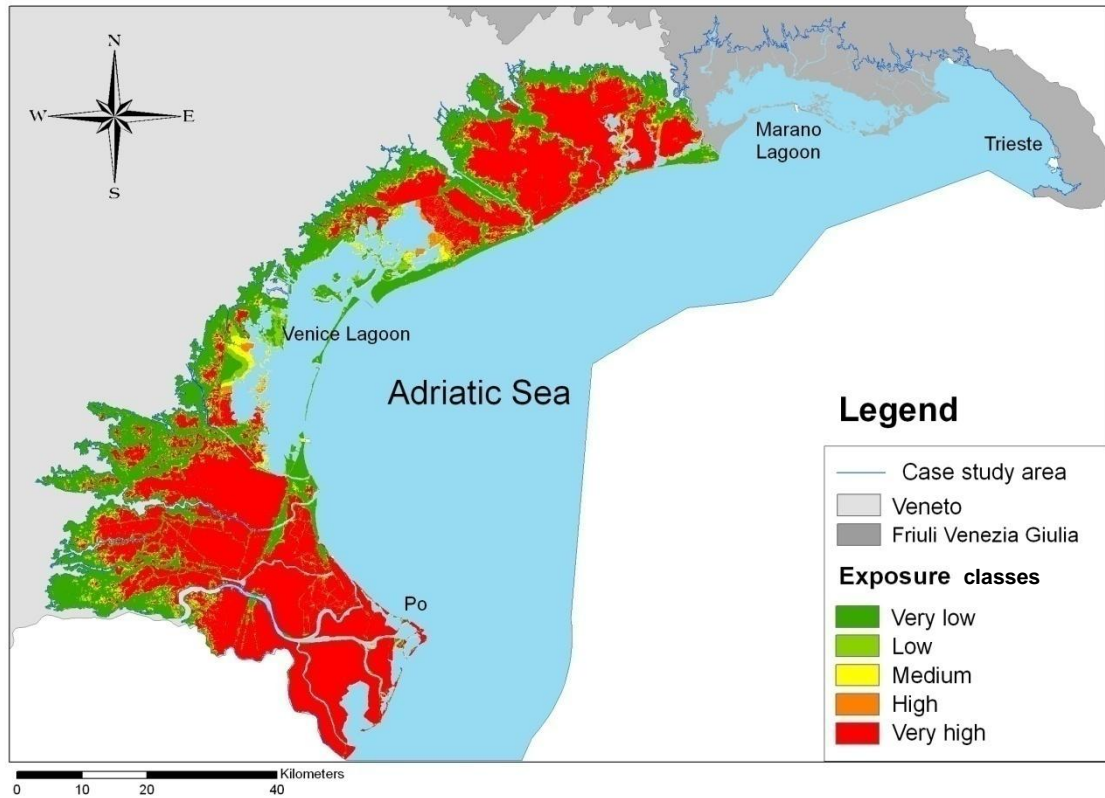 N
W
E
S
Marano
Lagoon
Trieste
Venice Lagoon
Adriatic Sea
Po
Legend
Case study area
Veneto
Friuli Venezia Giulia
Exposure classes
Very low
Low
Medium
High
Very high
Kilometers
0 10 20 40